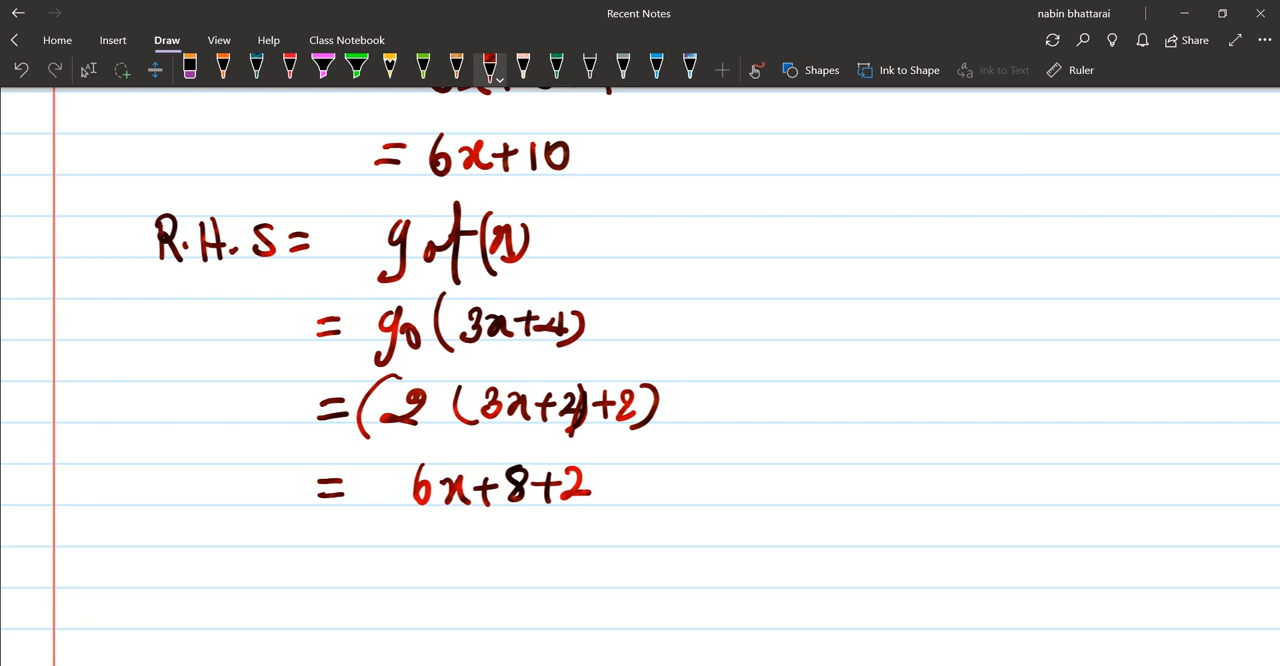 Recent Notes
nabin bhattarai
Home Insert Draw View Help Class Notebook
Share
Shapes Ink to Shape Ink to Text Ruler
= 6x+10
R.H.S = gof(x)
= go(3x+4)
= (2 (3x+4)+2)
= 6x+8+2